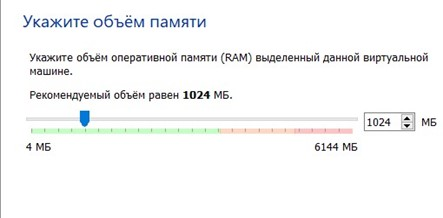 Укажите объём памяти
Укажите объём оперативной памяти (RAM) выделенный данной виртуальной
машине.
Рекомендуемый объём равен 1024 МБ.
1024 МБ
4 МБ 6144 МБ